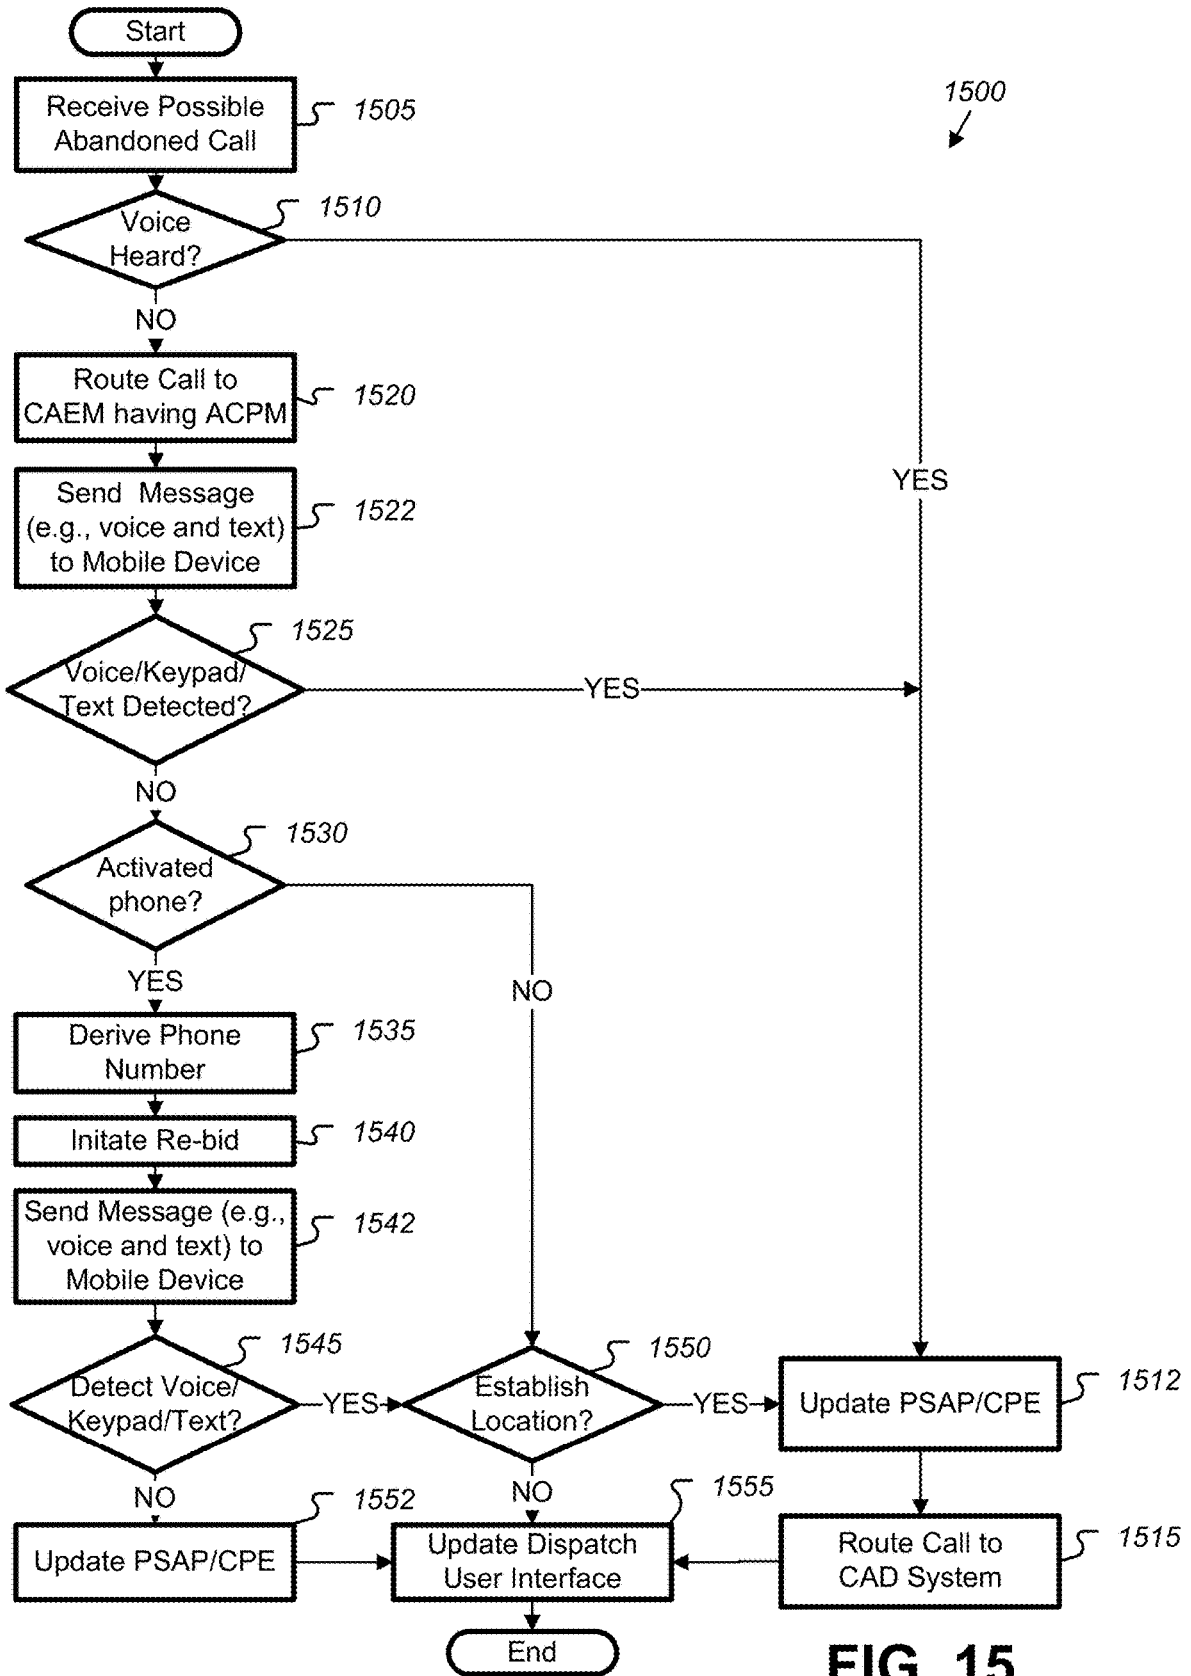 Start
Receive Possible
Abandoned Call
1505
1500
Voice
Heard?
1510
NO
Route Call to
CAEM having ACPM
1520
YES
Send Message
(e.g., voice and text)
to Mobile Device
1522
Voice/Keypad/
Text Detected?
1525
YES
NO
Activated
phone?
1530
YES
NO
Derive Phone
Number
1535
Initate Re-bid
1540
Send Message (e.g.,
voice and text) to
Mobile Device
1542
Detect Voice/
Keypad/Text?
1545
YES
Establish
Location?
1550
YES
Update PSAP/CPE
1512
NO
NO
Update PSAP/CPE
1552
Update Dispatch
User Interface
1555
Route Call to
CAD System
1515
End
FIG. 15